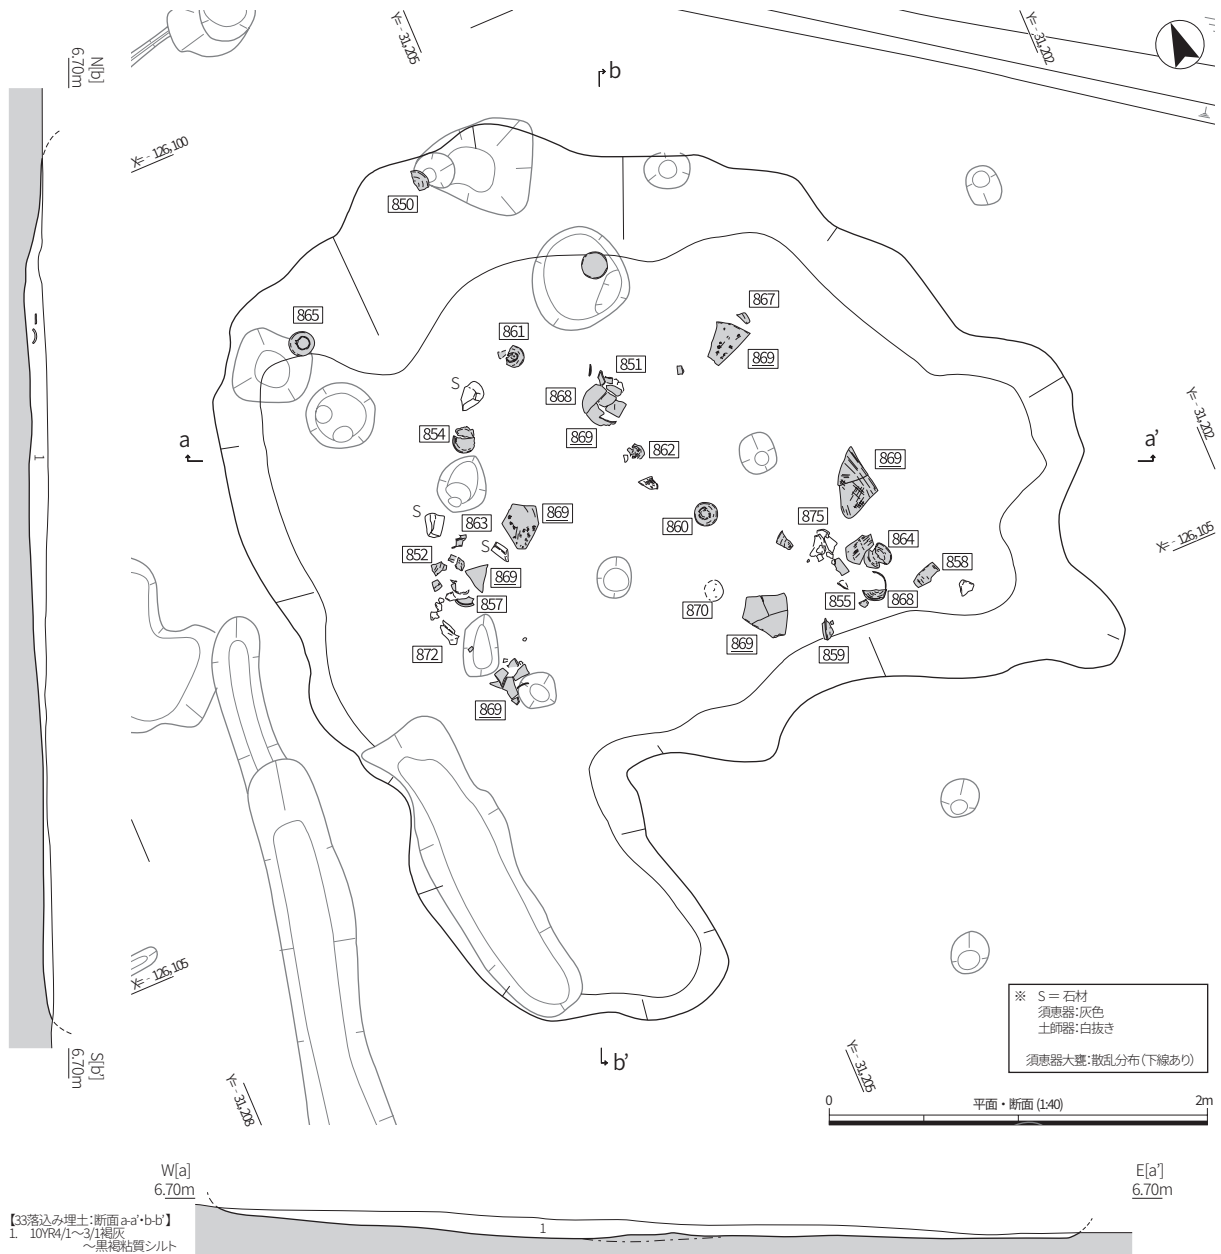 Y=-31,205
Y=-31,202
N[b]
6.70m
b
X=-126,100
850
865
861
867
869
S
851
868
869
854
862
a
a'
Y=-31,202
869
863
869
860
875
S
S
852
869
864
858
X=-126,105
857
870
855
868
872
869
859
869
1
X=-126,105
S[b']
6.70m
b'
Y=-31,208
Y=-31,205
※ S＝石材
須恵器：灰色
土師器：白抜き
須恵器大甕：散乱分布（下線あり）
0 平面・断面 (1:40) 2m
W[a]
6.70m
E[a']
6.70m
1
【33落込み埋土：断面a-a'・b-b'】
1. 10YR4/1～3/1褐灰
～黒褐粘質シルト